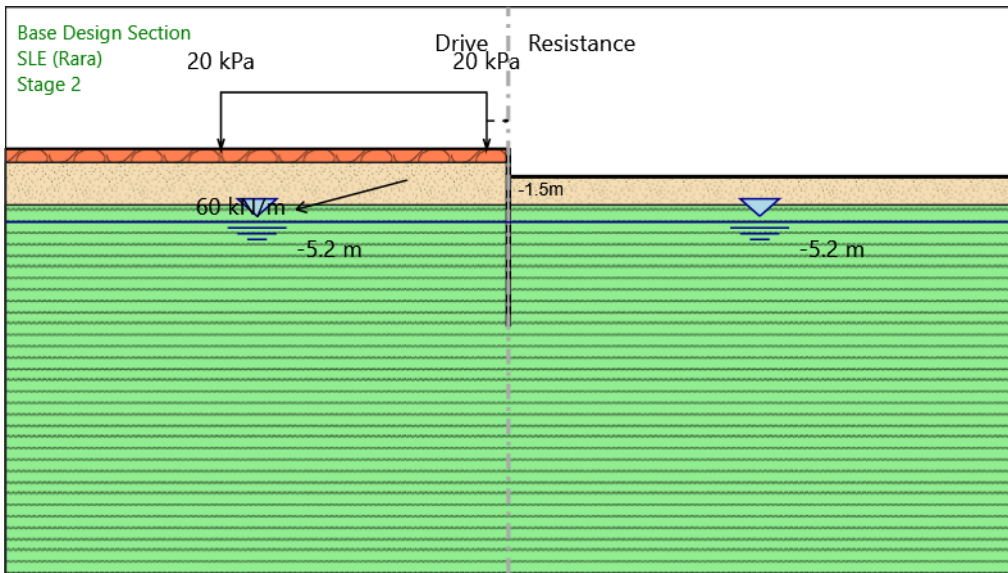 Base Design Section
SLE (Rara)
Stage 2
Drive
Resistance
20 kPa
20 kPa
-1.5m
60 kN/m
-5.2 m
-5.2 m